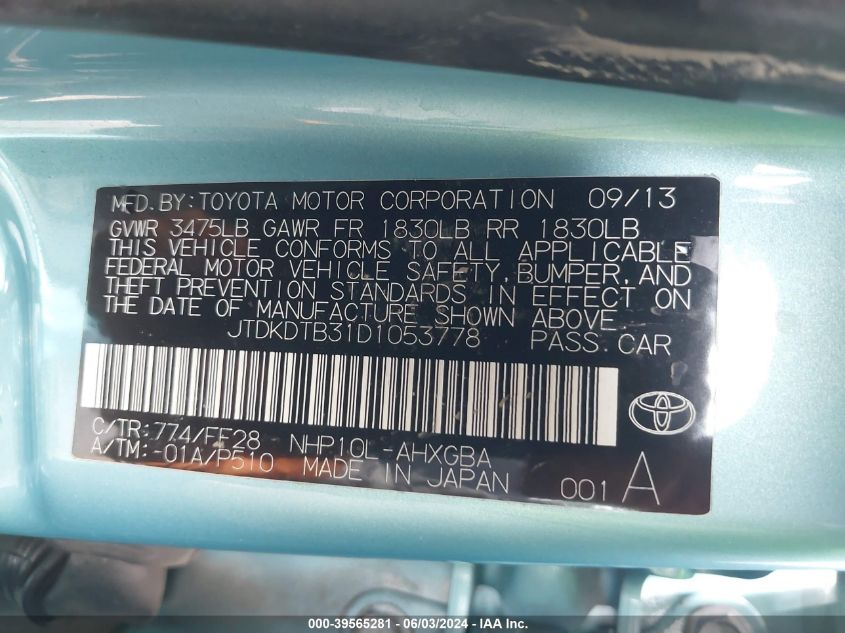 MFD.BY:TOYOTA MOTOR CORPORATION 09/13
GVWR 3475LB GAWR FR 1830LB RR 1830LB
THIS VEHICLE CONFORMS TO ALL APPLICABLE
FEDERAL MOTOR VEHICLE SAFETY,BUMPER,AND
THEFT PREVENTION STANDARDS IN EFFECT ON
THE DATE OF MANUFACTURE SHOWN ABOVE.
JTDKDTB31D1053778 PASS.CAR
C/TR:774/FE28 NHP10L-AHXGBA
A/TM:-01A/P510 MADE IN JAPAN 001 A
000-39565281 | 06/03/2024 - IAA Inc.